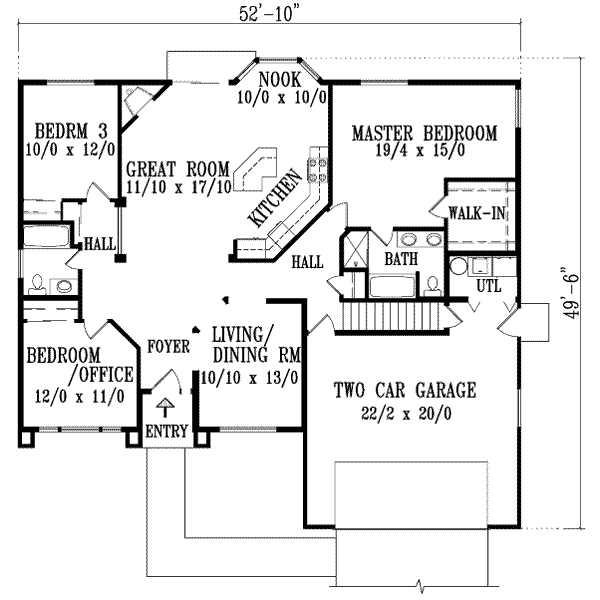 52'-10"
NOOK
10/0 x 10/0
BEDRM 3
10/0 x 12/0
MASTER BEDROOM
19/4 x 15/0
GREAT ROOM
11/10 x 17/10
KITCHEN
WALK-IN
HALL
HALL
BATH
UTL
49'-6"
LIVING/
DINING RM
10/10 x 13/0
FOYER
BEDROOM
/OFFICE
12/0 x 11/0
TWO CAR GARAGE
22/2 x 20/0
ENTRY